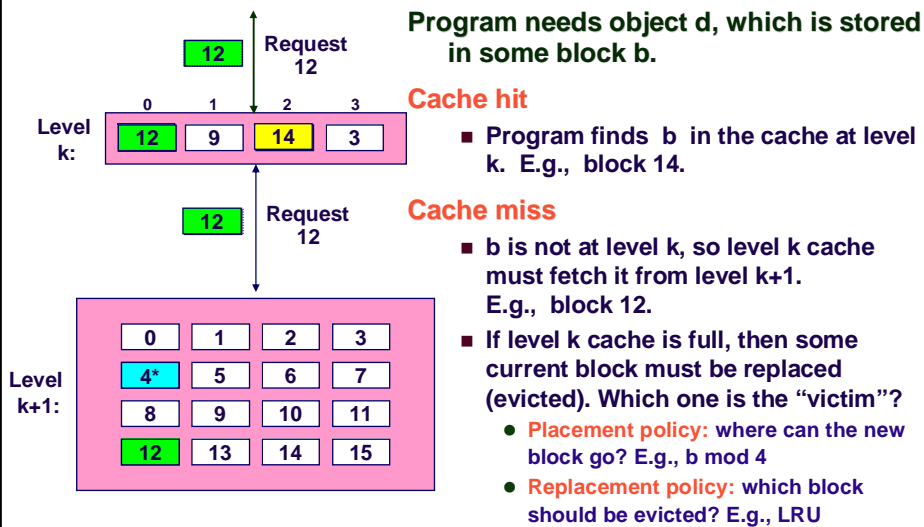 Program needs object d, which is stored
in some block b.
Request
12
12
0 1 2 3
Level
k:
12 9 14 3
Cache hit
■ Program finds b in the cache at level
k. E.g., block 14.
12
Request
12
Cache miss
■ b is not at level k, so level k cache
must fetch it from level k+1.
E.g., block 12.
■ If level k cache is full, then some
current block must be replaced
(evicted). Which one is the “victim”?
● Placement policy: where can the new
block go? E.g., b mod 4
● Replacement policy: which block
should be evicted? E.g., LRU
Level
k+1:
0 1 2 3
4* 5 6 7
8 9 10 11
12 13 14 15